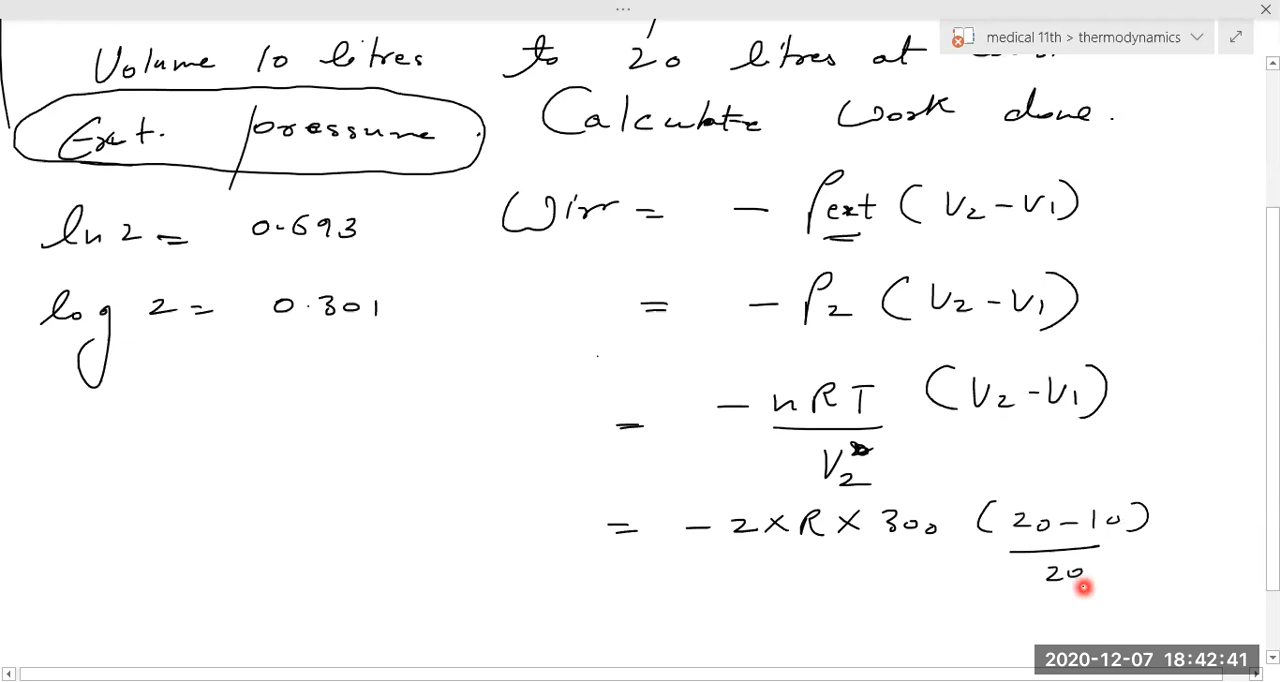 medical 11th > thermodynamics
Volume 10 litres to 20 litres at
Ext. pressure. Calculate work done.
ln 2 = 0.693
log 2 = 0.301
Wirr = - Pext (V2 - V1)
= - P2 (V2 - V1)
= - nRT (V2 - V1)
V2
= - 2 × R × 300 (20 - 10)
20
2020-12-07 18:42:41